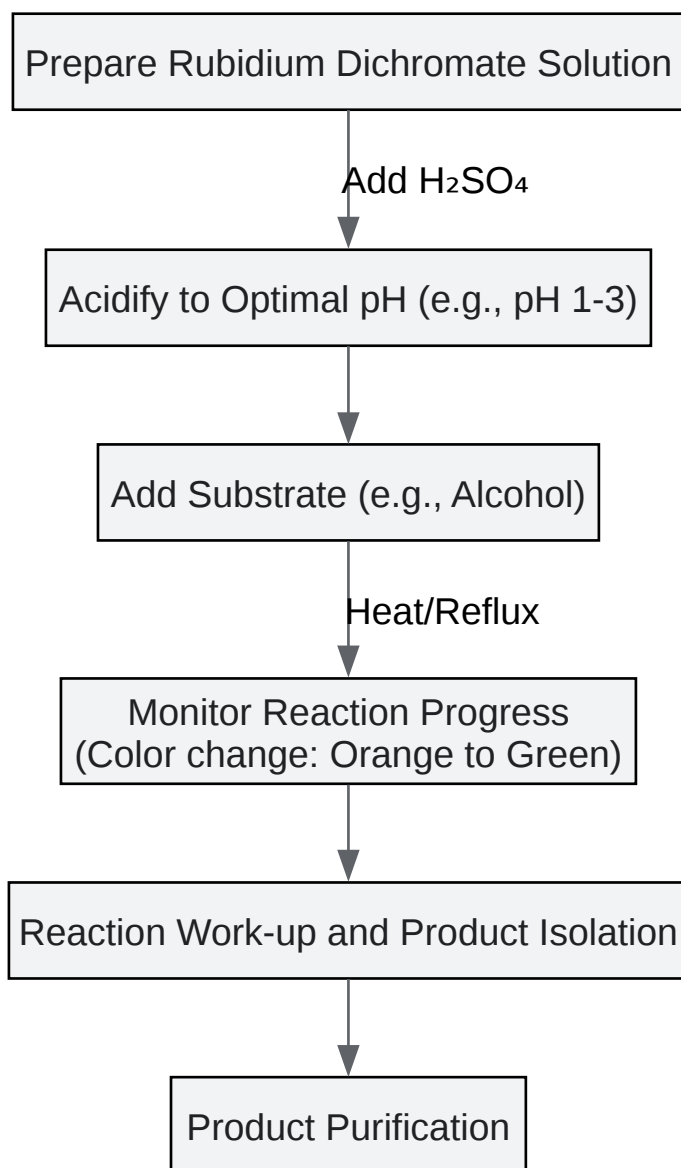 Prepare Rubidium Dichromate Solution
Add H₂SO₄
Acidify to Optimal pH (e.g., pH 1-3)
Add Substrate (e.g., Alcohol)
Heat/Reflux
Monitor Reaction Progress
(Color change: Orange to Green)
Reaction Work-up and Product Isolation
Product Purification